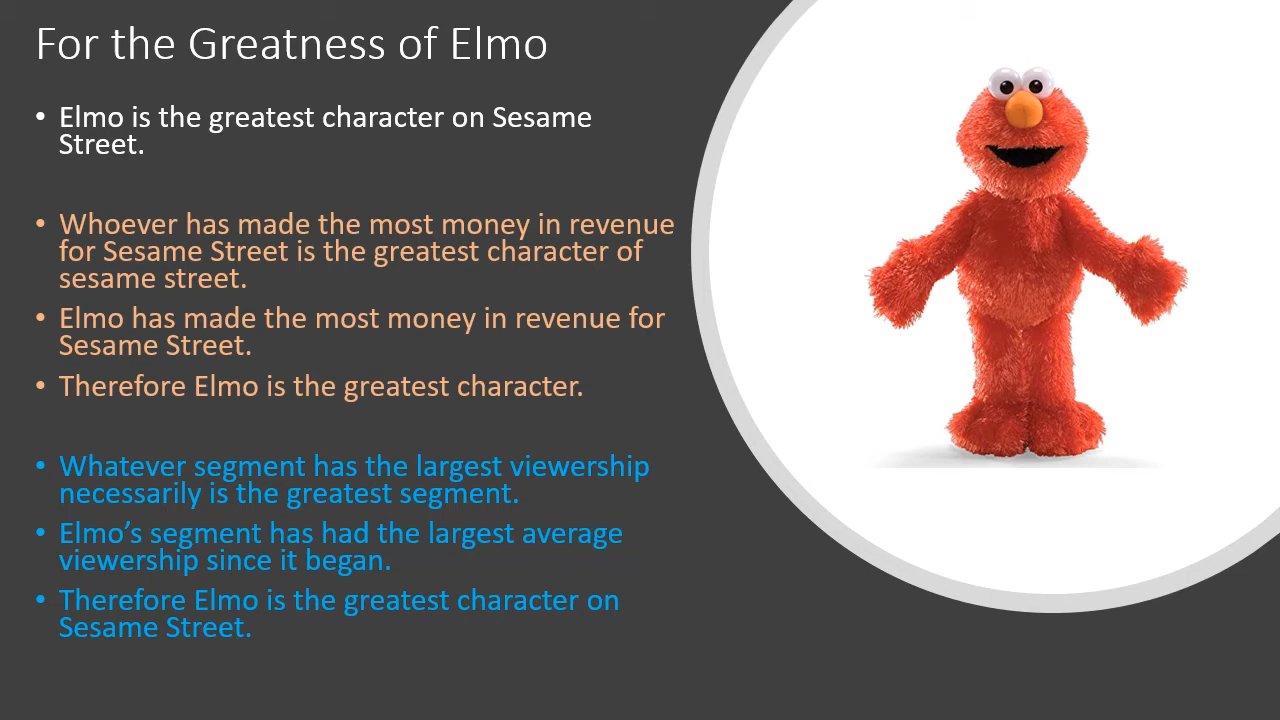 For the Greatness of Elmo
• Elmo is the greatest character on Sesame
Street.
• Whoever has made the most money in revenue
for Sesame Street is the greatest character of
sesame street.
• Elmo has made the most money in revenue for
Sesame Street.
• Therefore Elmo is the greatest character.
• Whatever segment has the largest viewership
necessarily is the greatest segment.
• Elmo’s segment has had the largest average
viewership since it began.
• Therefore Elmo is the greatest character on
Sesame Street.